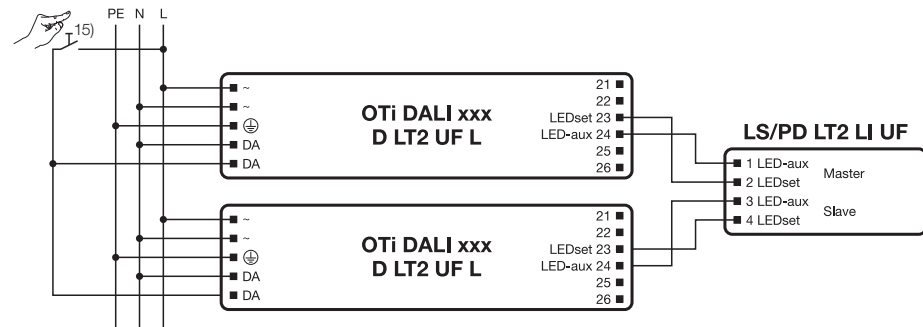 PE N L
15)
~
~
DA
DA
OTi DALI xxx
D LT2 UF L
21
22
LEDset 23
LED-aux 24
25
26
LS/PD LT2 LI UF
1 LED-aux
2 LEDset
Master
3 LED-aux
4 LEDset
Slave
~
~
DA
DA
OTi DALI xxx
D LT2 UF L
21
22
LEDset 23
LED-aux 24
25
26